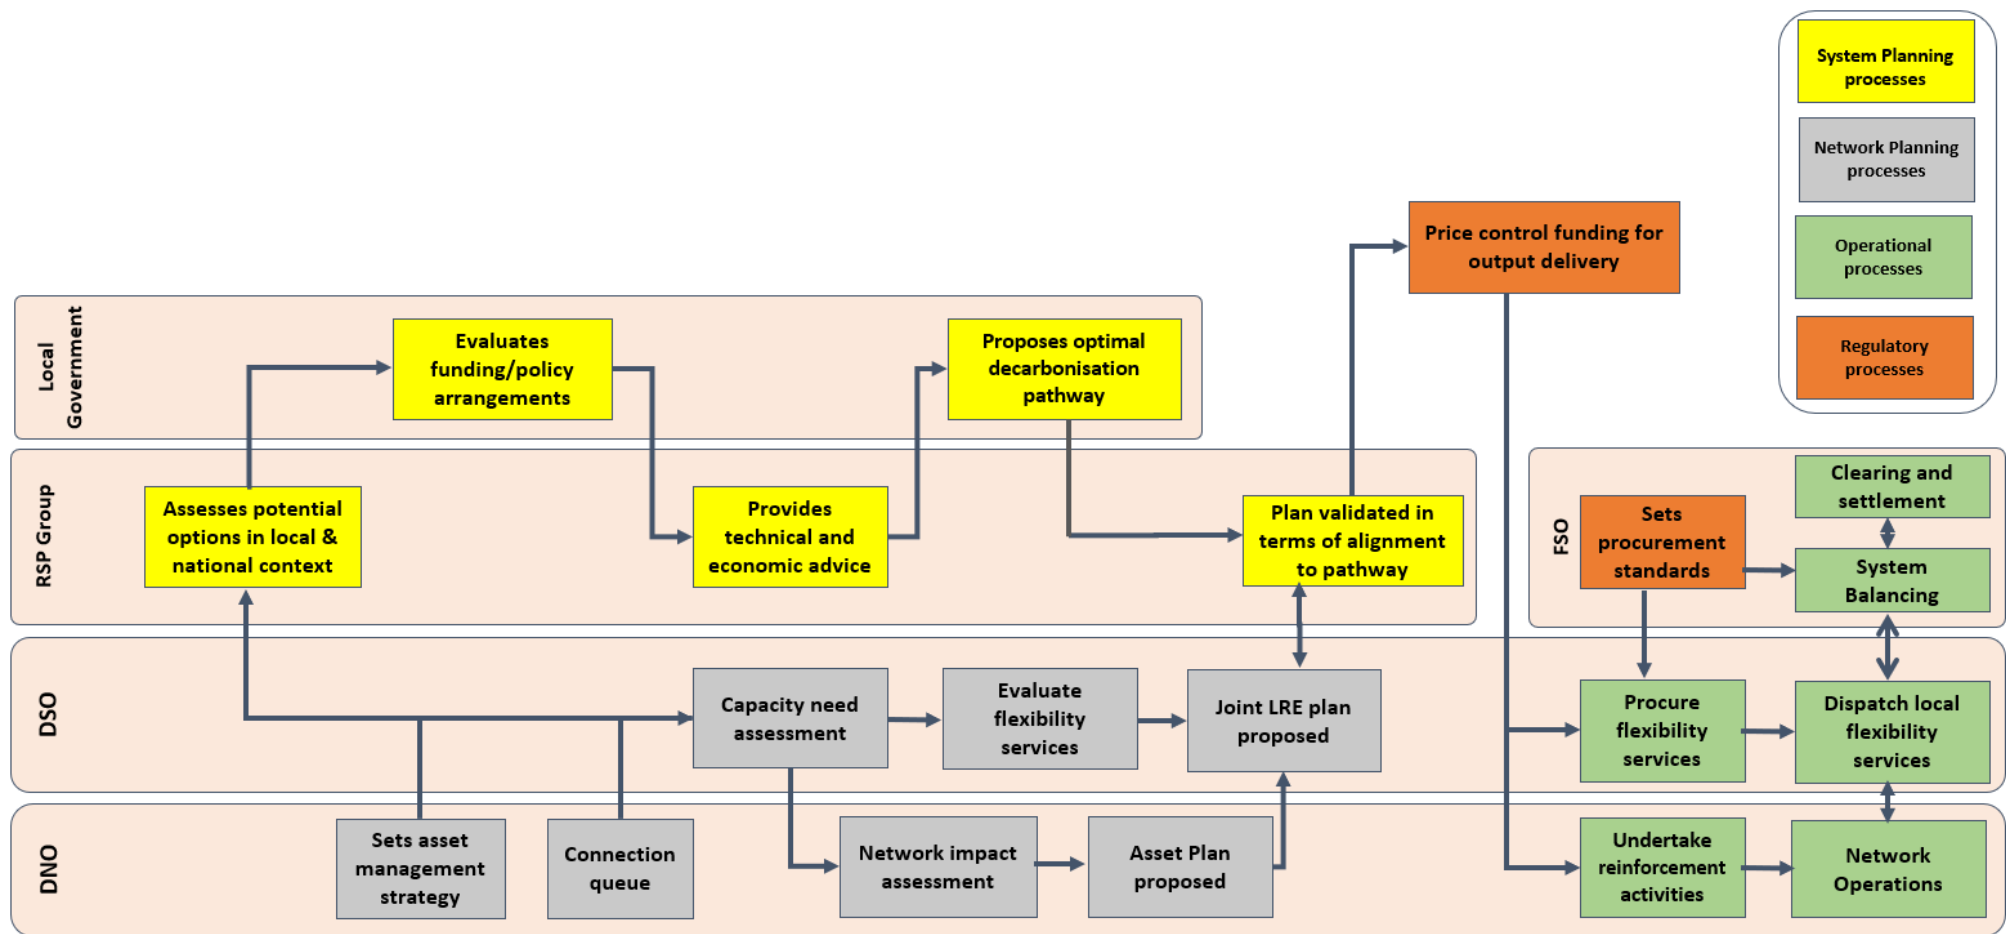 System Planning
processes
Network Planning
processes
Operational
processes
Regulatory
processes
Price control funding for
output delivery
Local
Government
Evaluates
funding/policy
arrangements
Proposes optimal
decarbonisation
pathway
RSP Group
Assesses potential
options in local &
national context
Provides
technical and
economic advice
Plan validated in
terms of alignment
to pathway
FSO
Sets
procurement
standards
Clearing and
settlement
System
Balancing
DSO
Capacity need
assessment
Evaluate
flexibility
services
Joint LRE plan
proposed
Procure
flexibility
services
Dispatch local
flexibility
services
DNO
Sets asset
management
strategy
Connection
queue
Network impact
assessment
Asset Plan
proposed
Undertake
reinforcement
activities
Network
Operations